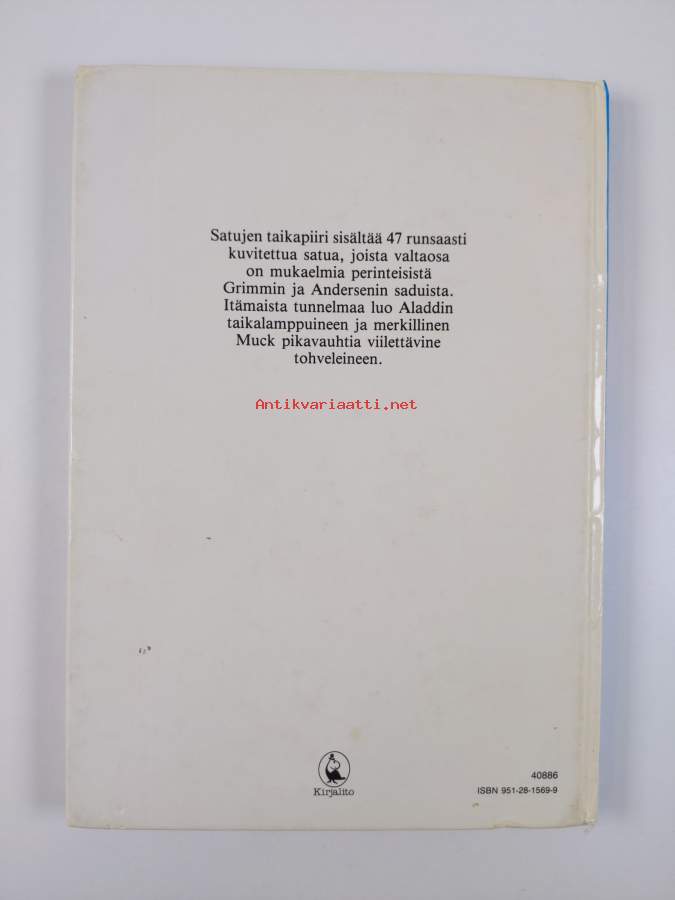 Satujen taikapiiri sisältää 47 runsaasti
kuvitettua satua, joista valtaosa
on mukaelmia perinteisistä
Grimmin ja Andersenin saduista.
Itämaista tunnelmaa luo Aladdin
taikalamppuineen ja merkillinen
Muck pikavauhtia viilettävine
tohveleineen.
Antikvariaatti.net
Kirjalito
40886
ISBN 951-28-1569-9